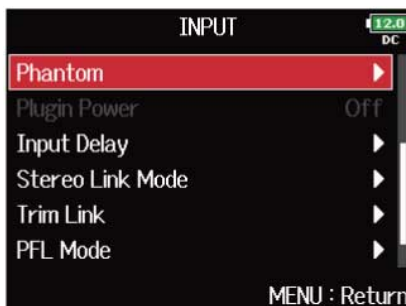 INPUT
12.0
DC
Phantom
Plugin Power Off
Input Delay
Stereo Link Mode
Trim Link
PFL Mode
MENU : Return